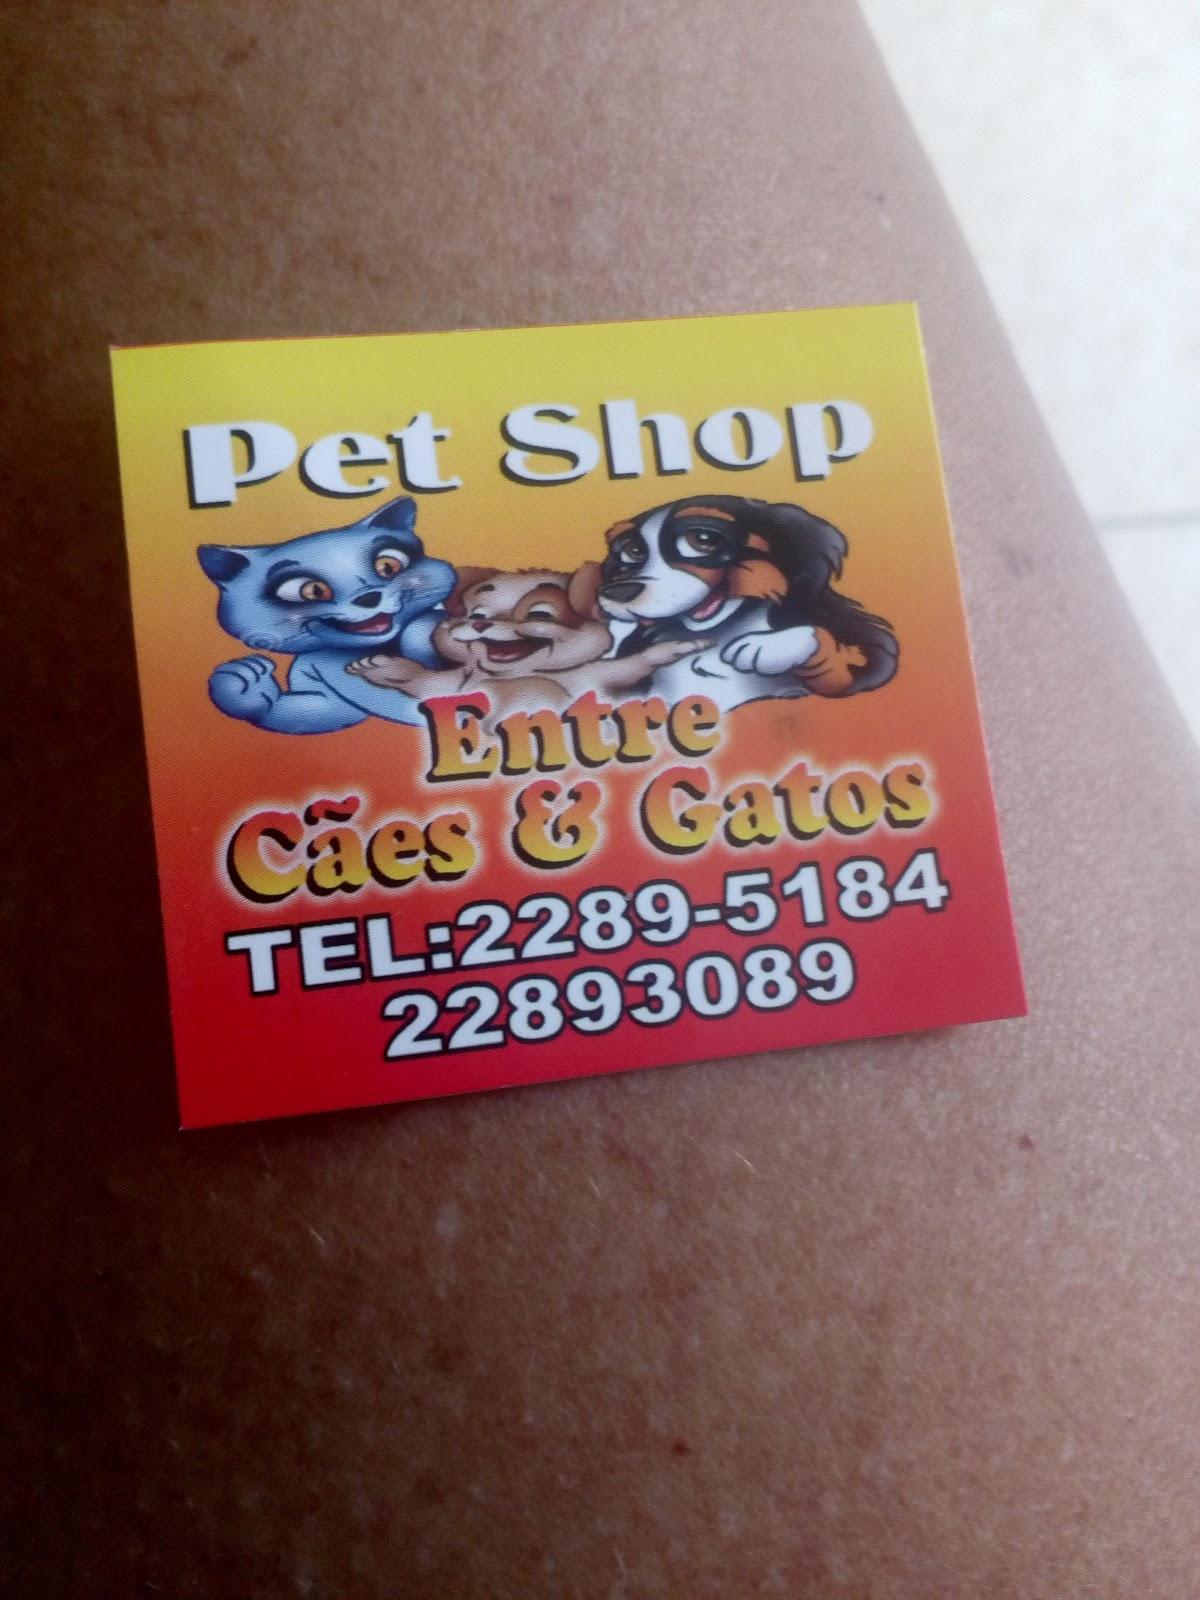 Pet Shop
Entre
Cães & Gatos
TEL:2289-5184
22893089